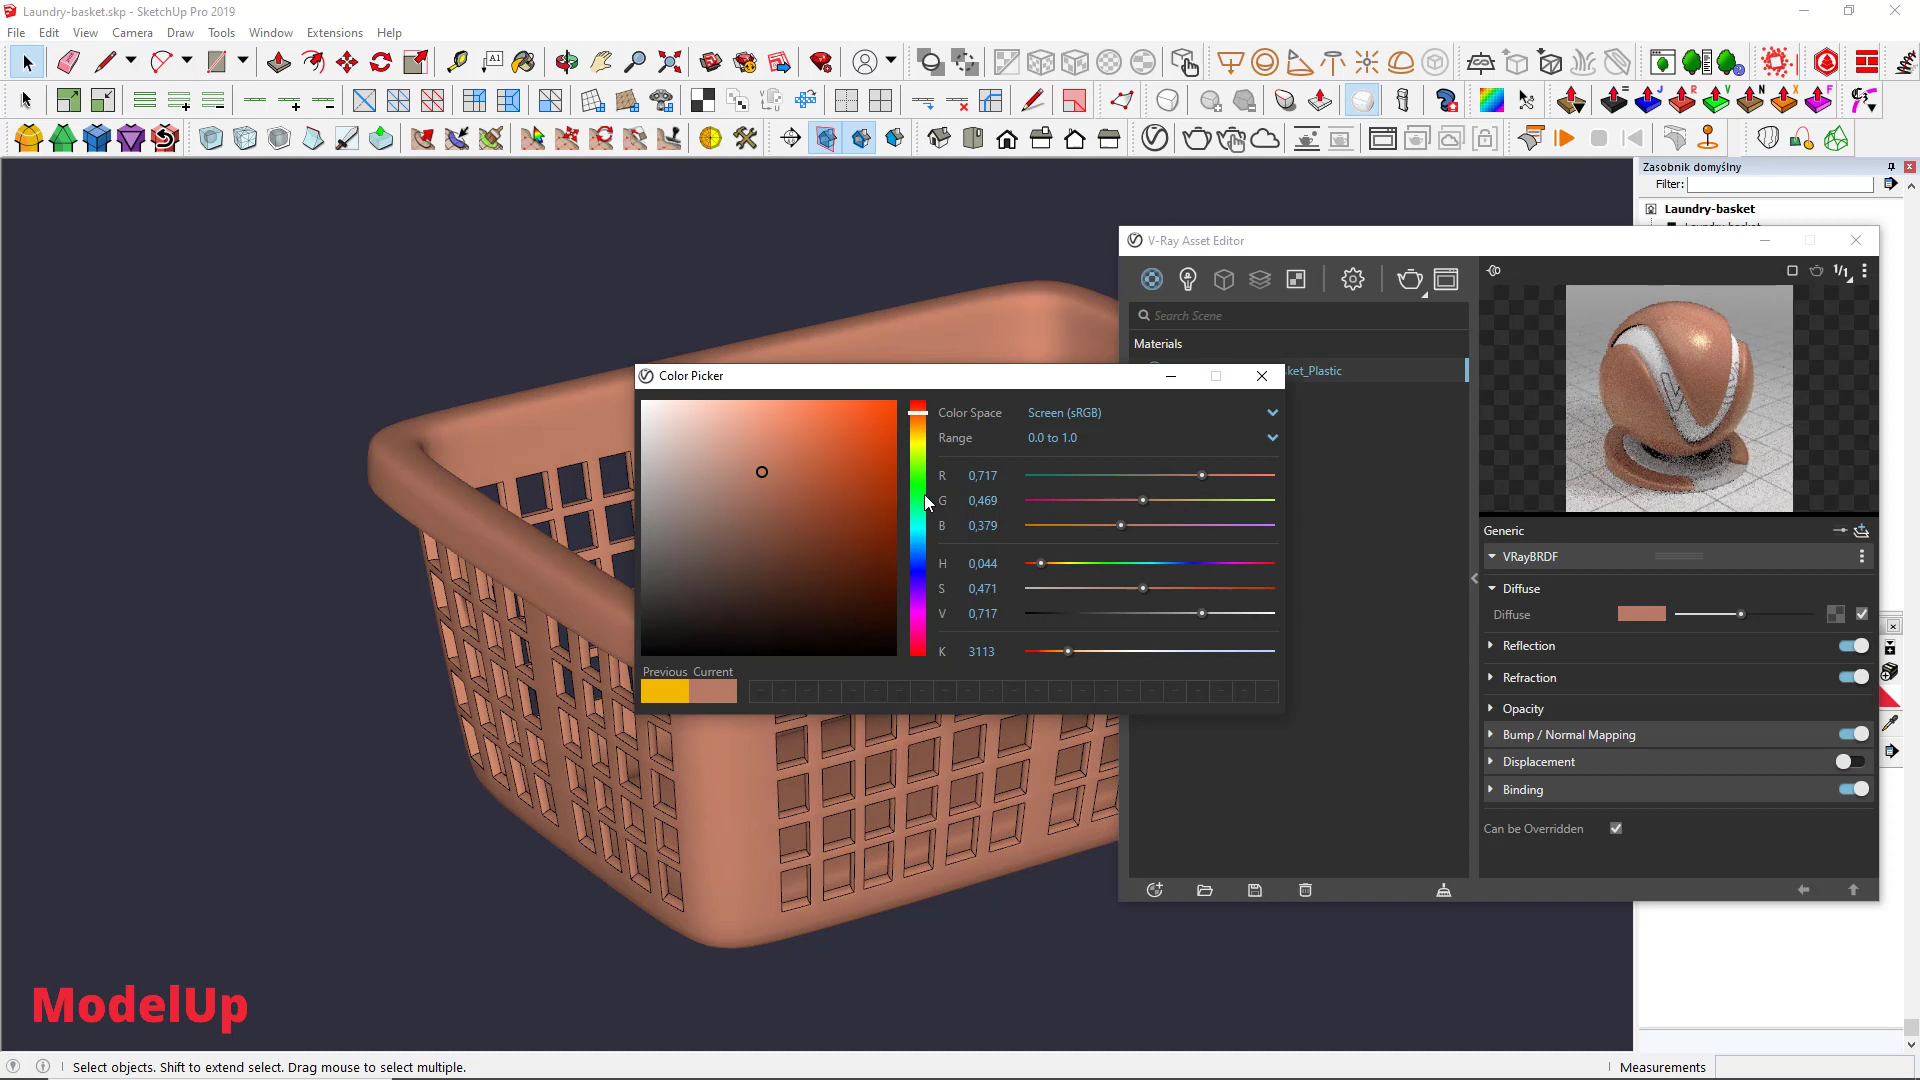 Laundry-basket.skp - SketchUp Pro 2019
File Edit View Camera Draw Tools Window Extensions Help
Zasobnik domyślny
Filter:
Laundry-basket
V-Ray Asset Editor
Search Scene
Materials
ket_Plastic
1/1
Color Picker
Color Space Screen (sRGB)
Range 0.0 to 1.0
R 0,717
G 0,469
B 0,379
H 0,044
S 0,471
V 0,717
K 3113
Previous Current
Generic
VRayBRDF
Diffuse
Diffuse
Reflection
Refraction
Opacity
Bump / Normal Mapping
Displacement
Binding
Can be Overridden
ModelUp
Select objects. Shift to extend select. Drag mouse to select multiple.
Measurements